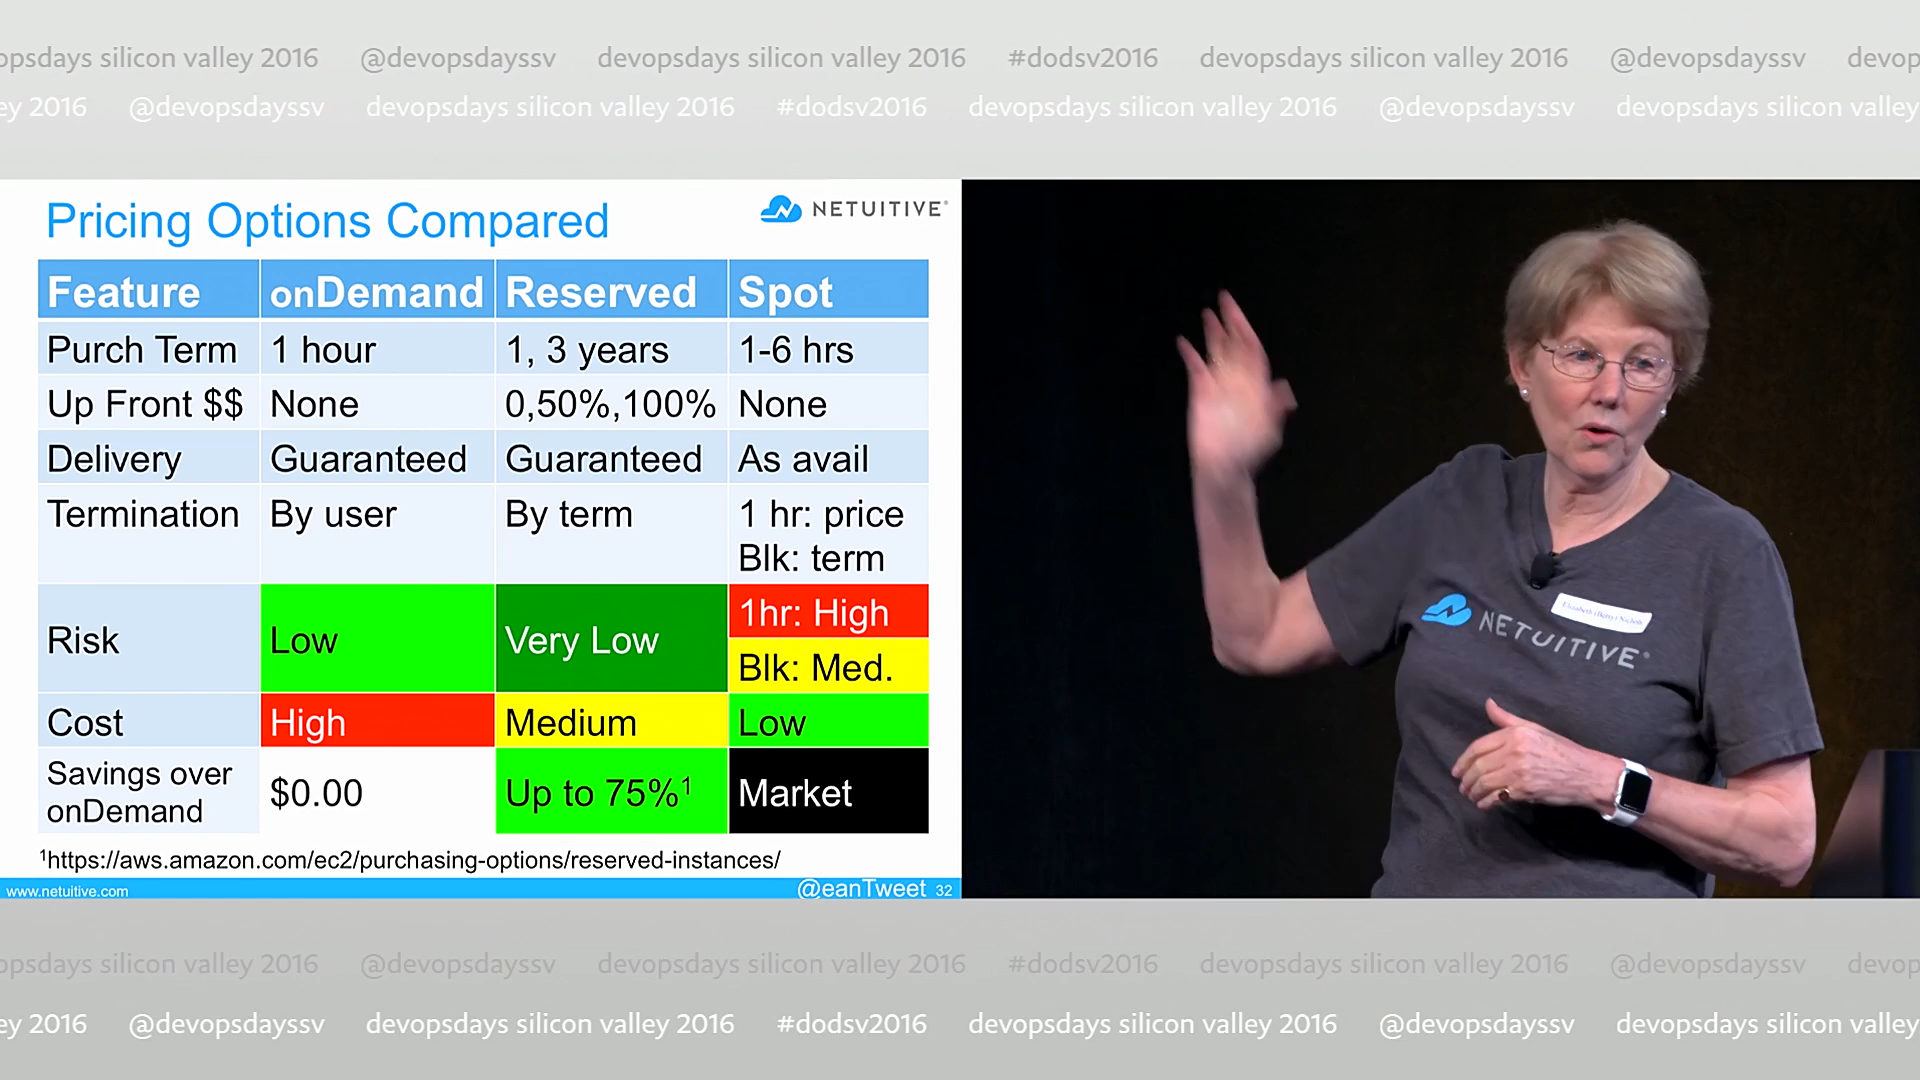 opsdays silicon valley 2016 @devopsdayssv devopsdays silicon valley 2016 #dodsv2016 devopsdays silicon valley 2016 @devopsdayssv devop
ey 2016 @devopsdayssv devopsdays silicon valley 2016 #dodsv2016 devopsdays silicon valley 2016 @devopsdayssv devopsdays silicon valley
Pricing Options Compared
NETUITIVE®
Feature onDemand Reserved Spot
Purch Term 1 hour 1, 3 years 1-6 hrs
Up Front $$ None 0,50%,100% None
Delivery Guaranteed Guaranteed As avail
Termination By user By term 1 hr: price
Blk: term
Risk Low Very Low 1hr: High
Blk: Med.
Cost High Medium Low
Savings over
onDemand $0.00 Up to 75%¹ Market
¹https://aws.amazon.com/ec2/purchasing-options/reserved-instances/
www.netuitive.com @eanTweet 32
Elizabeth (Betty) Nichols
NETUITIVE®
opsdays silicon valley 2016 @devopsdayssv devopsdays silicon valley 2016 #dodsv2016 devopsdays silicon valley 2016 @devopsdayssv devop
ey 2016 @devopsdayssv devopsdays silicon valley 2016 #dodsv2016 devopsdays silicon valley 2016 @devopsdayssv devopsdays silicon valley